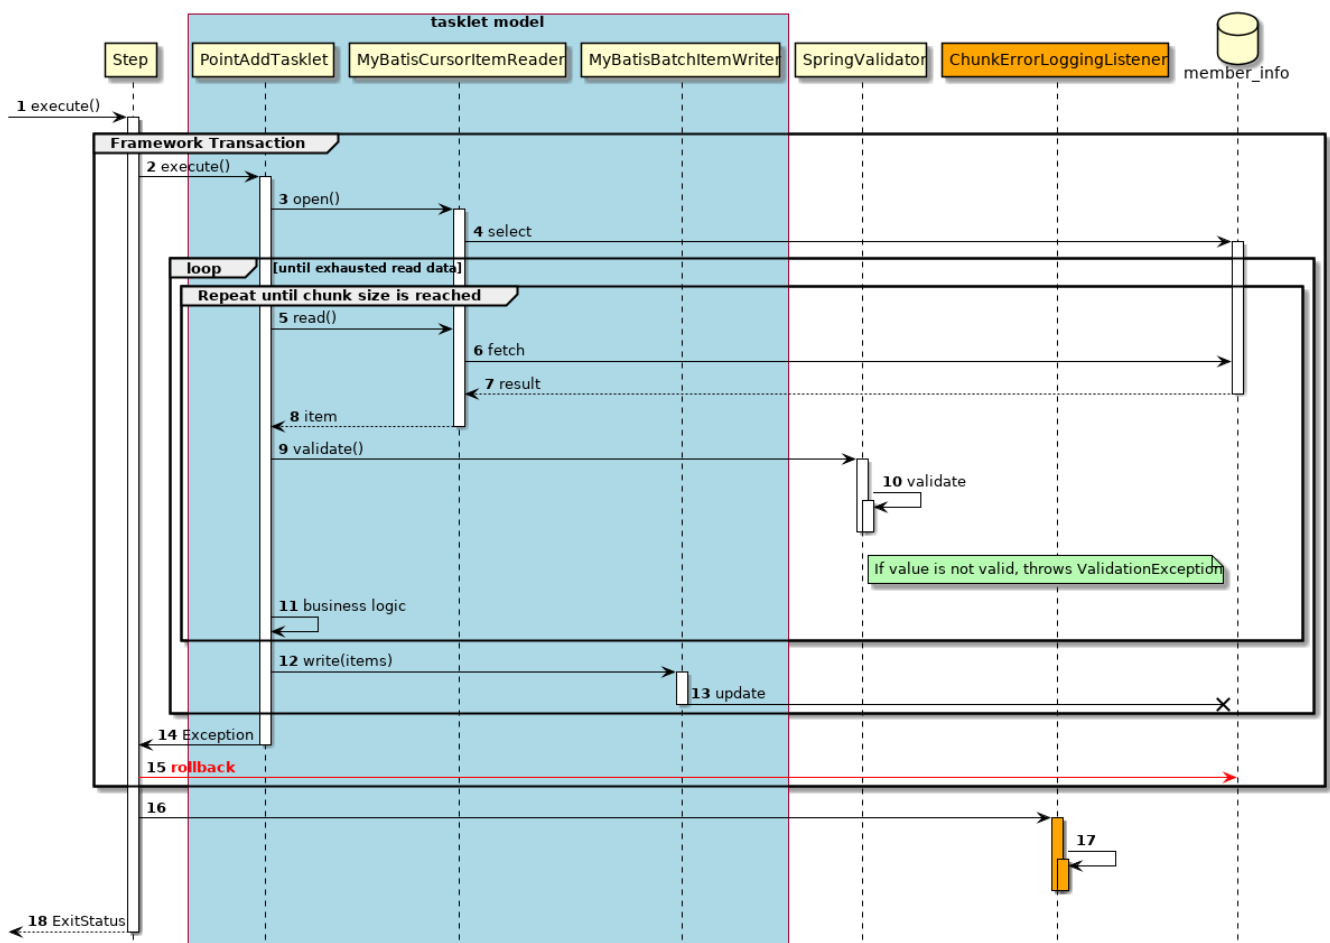 tasklet model
Step
PointAddTasklet
MyBatisCursorItemReader
MyBatisBatchItemWriter
SpringValidator
ChunkErrorLoggingListener
member_info
1 execute()
Framework Transaction
2 execute()
3 open()
4 select
loop [until exhausted read data]
Repeat until chunk size is reached
5 read()
6 fetch
7 result
8 item
9 validate()
10 validate
If value is not valid, throws ValidationException
11 business logic
12 write(items)
13 update
14 Exception
15 rollback
16
17
18 ExitStatus